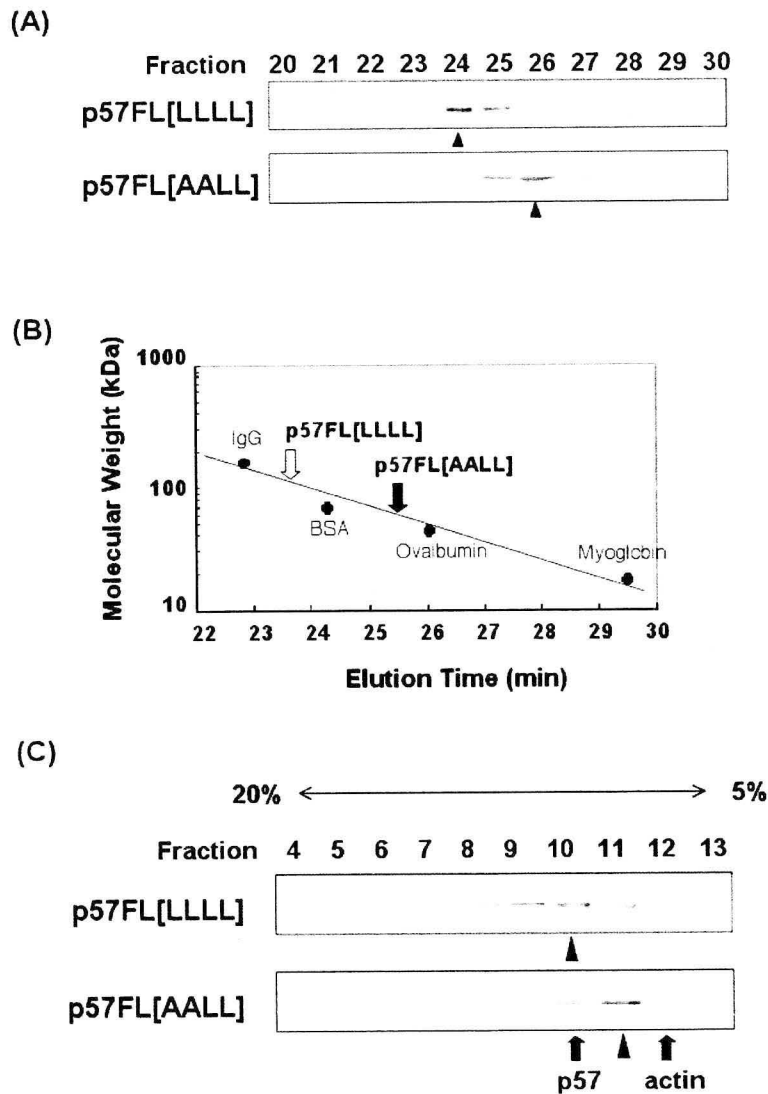 (A)
Fraction 20 21 22 23 24 25 26 27 28 29 30
p57FL[LLLL]
p57FL[AALL]
(B)
Molecular Weight (kDa)
1000
100
10
IgG
p57FL[LLLL]
p57FL[AALL]
BSA
Ovalbumin
Myoglobin
22 23 24 25 26 27 28 29 30
Elution Time (min)
(C)
20% 5%
Fraction 4 5 6 7 8 9 10 11 12 13
p57FL[LLLL]
p57FL[AALL]
p57 actin